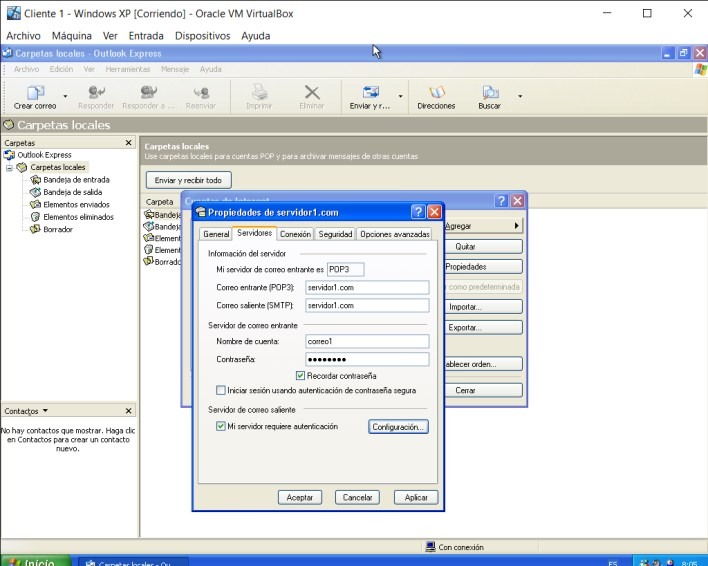 Cliente 1 - Windows XP [Corriendo] - Oracle VM VirtualBox
Archivo Máquina Ver Entrada Dispositivos Ayuda
Carpetas locales - Outlook Express
Archivo Edición Ver Herramientas Mensaje Ayuda
Crear correo Responder Responder a ... Reenviar Imprimir Eliminar Enviar y r... Direcciones Buscar
Carpetas locales
Carpetas
Outlook Express
Carpetas locales
Bandeja de entrada
Bandeja de salida
Elementos enviados
Elementos eliminados
Borrador
Carpetas locales
Use carpetas locales para cuentas POP y para archivar mensajes de otras cuentas
Enviar y recibir todo
Carpeta
Bandeja
Bandeja
Element
Element
Borrado
Cuentas de Internet
Agregar
Quitar
Propiedades
r como predeterminada
Importar...
Exportar...
ablecer orden...
Cerrar
Propiedades de servidor1.com
General Servidores Conexión Seguridad Opciones avanzadas
Información del servidor
Mi servidor de correo entrante es POP3
Correo entrante (POP3): servidor1.com
Correo saliente (SMTP): servidor1.com
Servidor de correo entrante
Nombre de cuenta: correo1
Contraseña: ●●●●●●●●
Recordar contraseña
Iniciar sesión usando autenticación de contraseña segura
Servidor de correo saliente
Mi servidor requiere autenticación Configuración...
Aceptar Cancelar Aplicar
Contactos
No hay contactos que mostrar. Haga clic
en Contactos para crear un contacto
nuevo.
Con conexión
Inicio Carpetas locales - Ou... ES 8:05